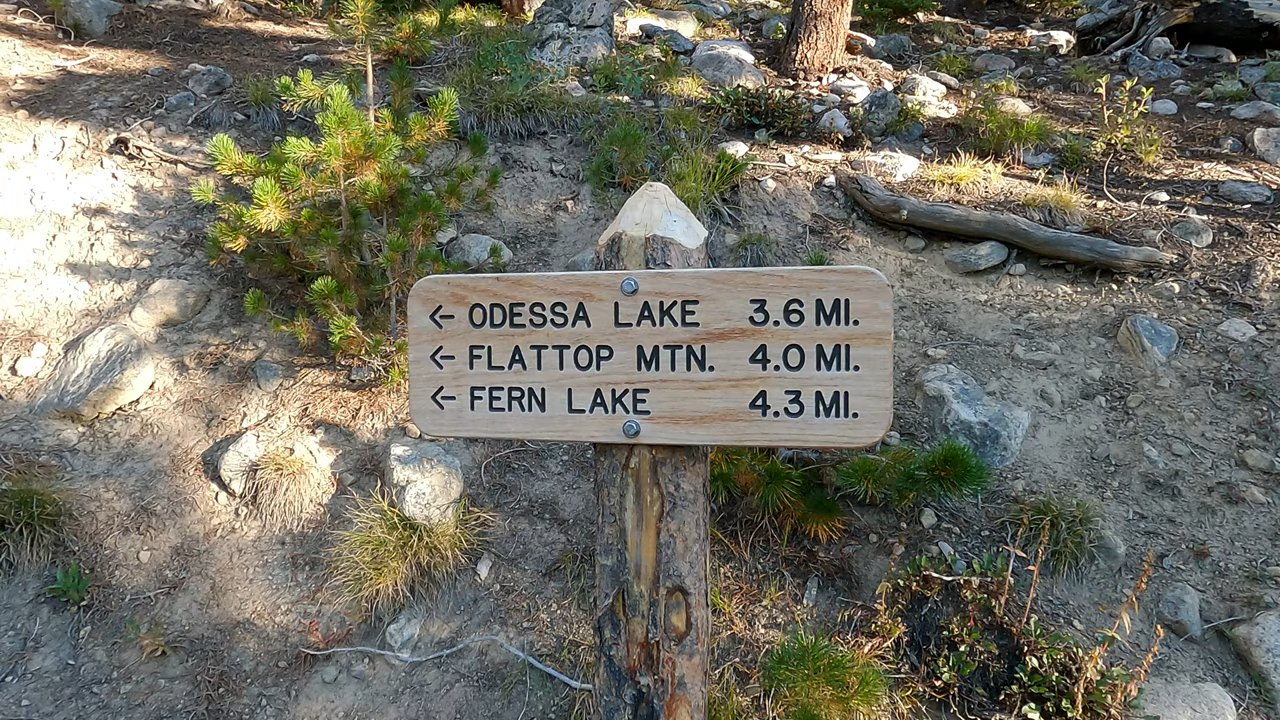 ← ODESSA LAKE 3.6 MI.
← FLATTOP MTN. 4.0 MI.
← FERN LAKE 4.3 MI.